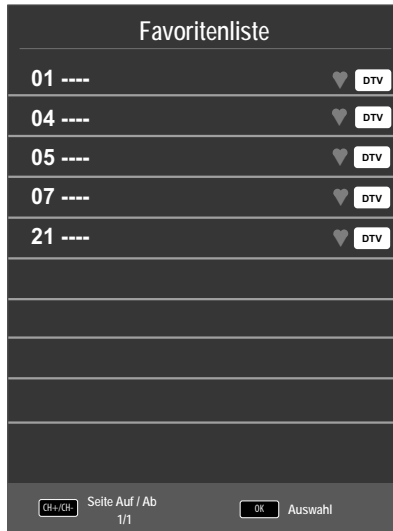 Favoritenliste
01 ---- DTV
04 ---- DTV
05 ---- DTV
07 ---- DTV
21 ---- DTV
CH+/CH- Seite Auf / Ab OK Auswahl
1/1